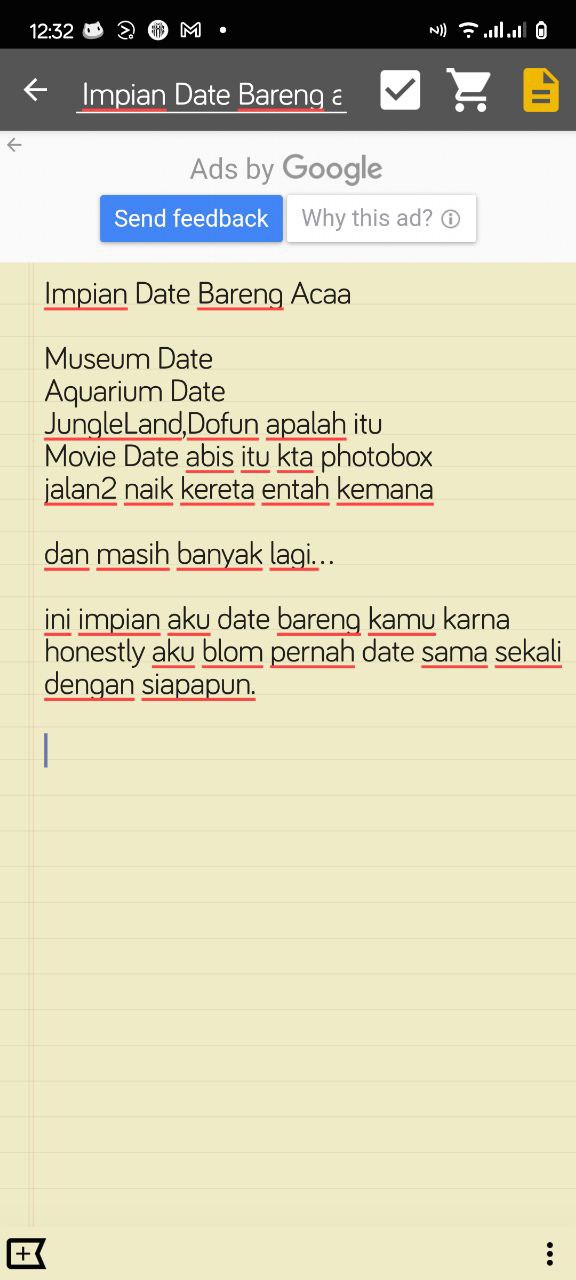 12:32
Impian Date Bareng a
Ads by Google
Send feedback
Why this ad?
Impian Date Bareng Acaa
Museum Date
Aquarium Date
JungleLand,Dofun apalah itu
Movie Date abis itu kta photobox
jalan2 naik kereta entah kemana
dan masih banyak lagi...
ini impian aku date bareng kamu karna
honestly aku blom pernah date sama sekali
dengan siapapun.